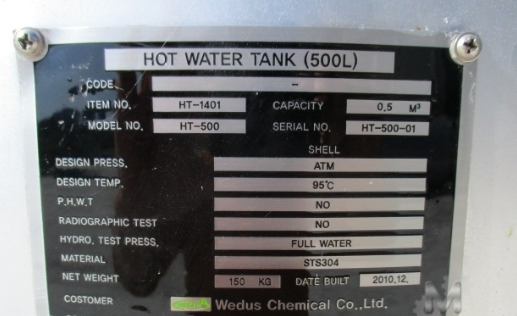 HOT WATER TANK (500L)
CODE. -
ITEM NO. HT-1401 CAPACITY 0.5 M³
MODEL NO. HT-500 SERIAL NO. HT-500-01
SHELL
DESIGN PRESS. ATM
DESIGN TEMP. 95℃
P.H.W.T NO
RADIOGRAPHIC TEST NO
HYDRO. TEST PRESS. FULL WATER
MATERIAL STS304
NET WEIGHT 150 KG DATE BUILT 2010.12.
COSTOMER Wedus Chemical Co.,Ltd.